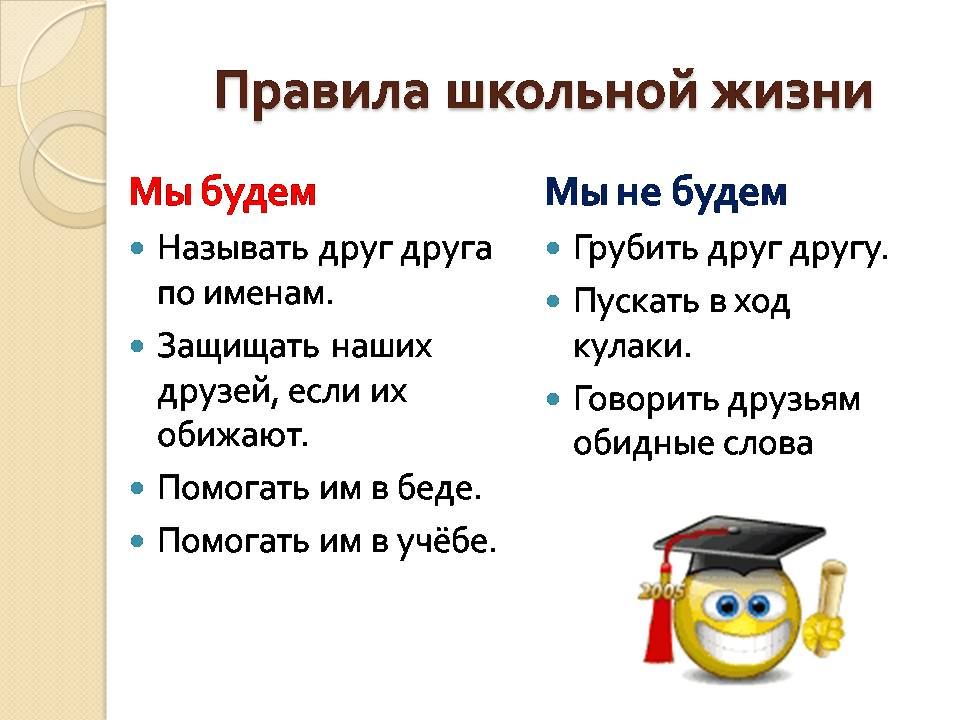 Правила школьной жизни
Мы будем
• Называть друг друга
по именам.
• Защищать наших
друзей, если их
обижают.
• Помогать им в беде.
• Помогать им в учёбе.
Мы не будем
• Грубить друг другу.
• Пускать в ход
кулаки.
• Говорить друзьям
обидные слова
2005